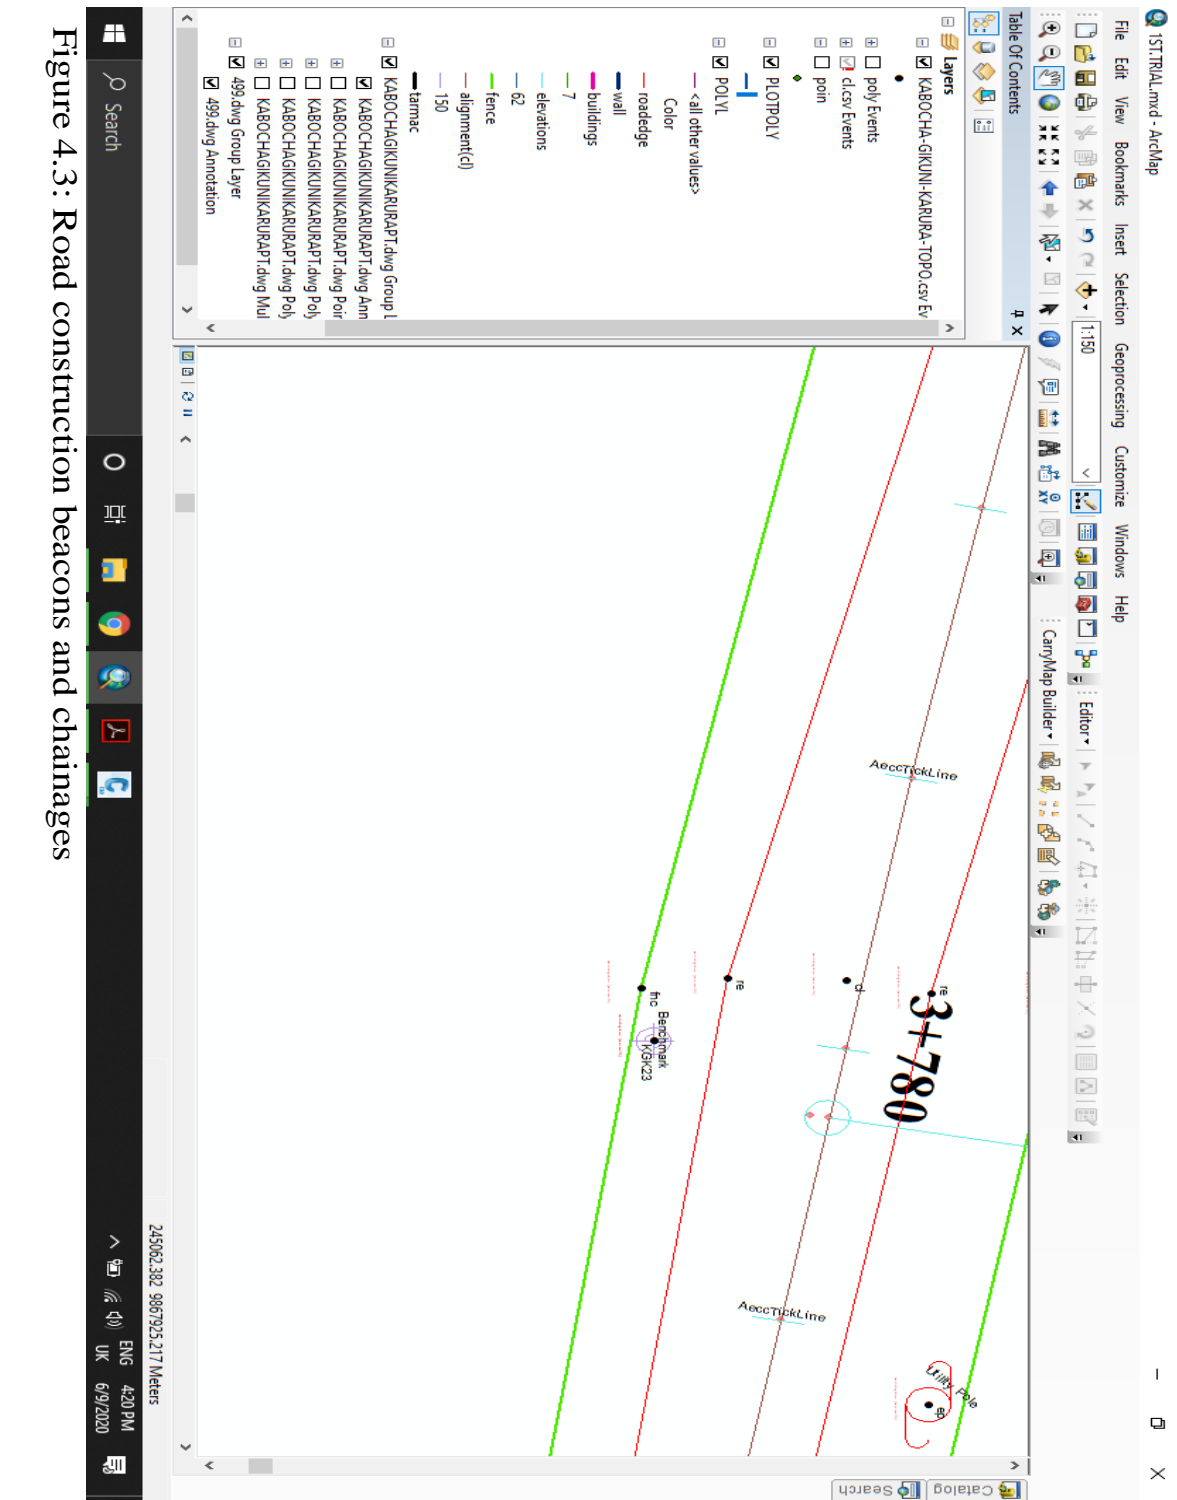 1ST.TRIAL.mxd - ArcMap
File Edit View Bookmarks Insert Selection Geoprocessing Customize Windows Help
1:150
Editor
CarryMap Builder
Table Of Contents
Layers
KABOCHA-GIKUNI-KARURA-TOPO.csv Ev
poly Events
cl.csv Events
poin
PLOTPOLY
POLYL
<all other values>
Color
roadedge
wall
buildings
7
elevations
62
fence
alignment(cl)
150
tarmac
KABOCHAGIKUNIKARURAPT.dwg Group L
KABOCHAGIKUNIKARURAPT.dwg Ann
KABOCHAGIKUNIKARURAPT.dwg Poir
KABOCHAGIKUNIKARURAPT.dwg Poly
KABOCHAGIKUNIKARURAPT.dwg Poly
KABOCHAGIKUNIKARURAPT.dwg Mul
499.dwg Group Layer
499.dwg Annotation
AeccTickLine
re
3+780
cl
re
fnc
Benchmark
KGK23
AeccTickLine
Utility Pole
ep
Catalog
Search
245062.382 9867925.217 Meters
Search
ENG
UK
4:20 PM
6/9/2020
Figure 4.3: Road construction beacons and chainages